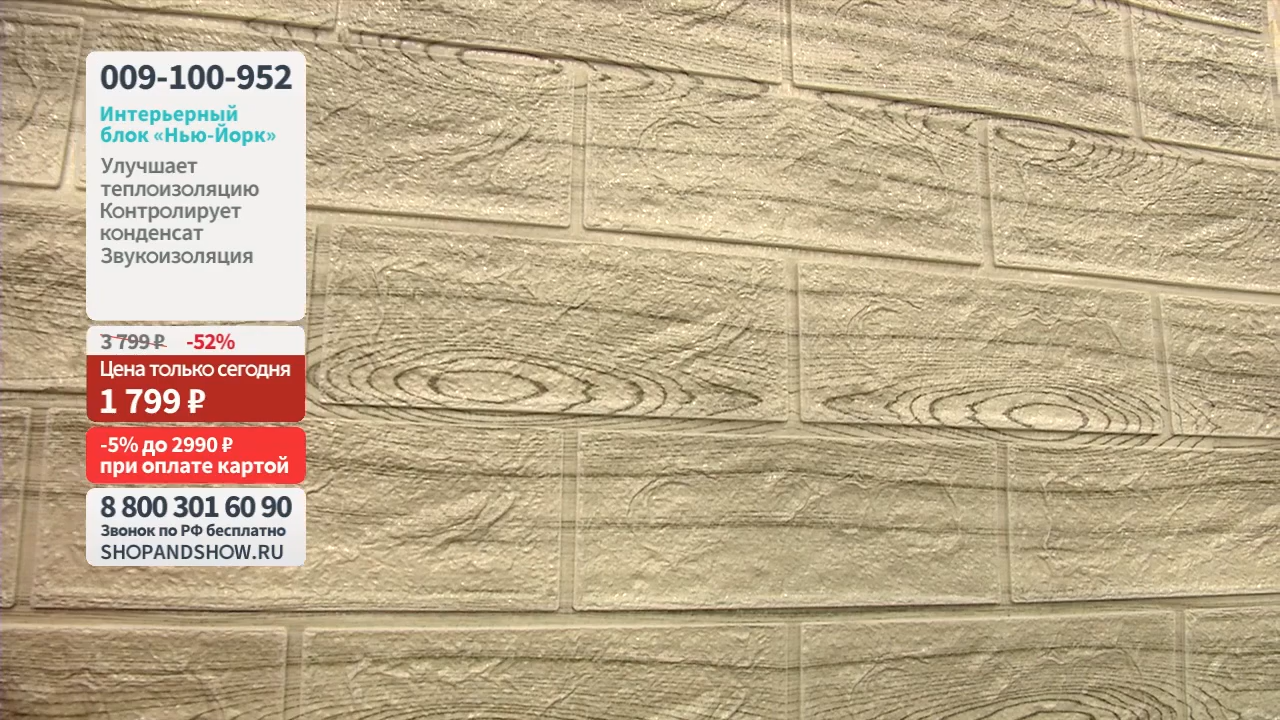 009-100-952
Интерьерный
блок «Нью-Йорк»
Улучшает
теплоизоляцию
Контролирует
конденсат
Звукоизоляция
3 799 ₽ -52%
Цена только сегодня
1 799 ₽
-5% до 2990 ₽
при оплате картой
8 800 301 60 90
Звонок по РФ бесплатно
SHOPANDSHOW.RU